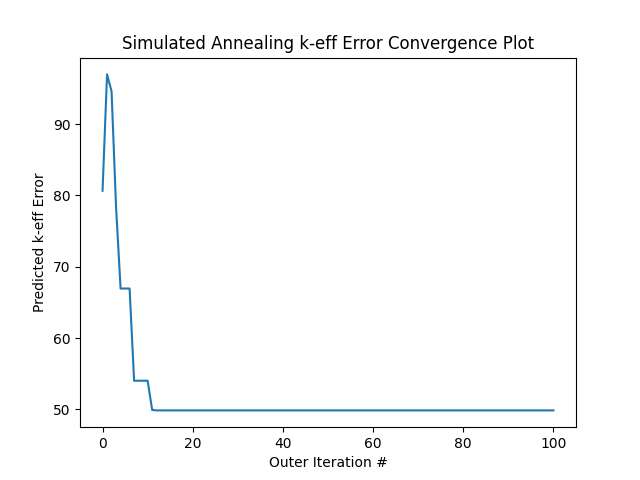 Simulated Annealing k-eff Error Convergence Plot
90
80
70
60
50
Predicted k-eff Error
0 20 40 60 80 100
Outer Iteration #